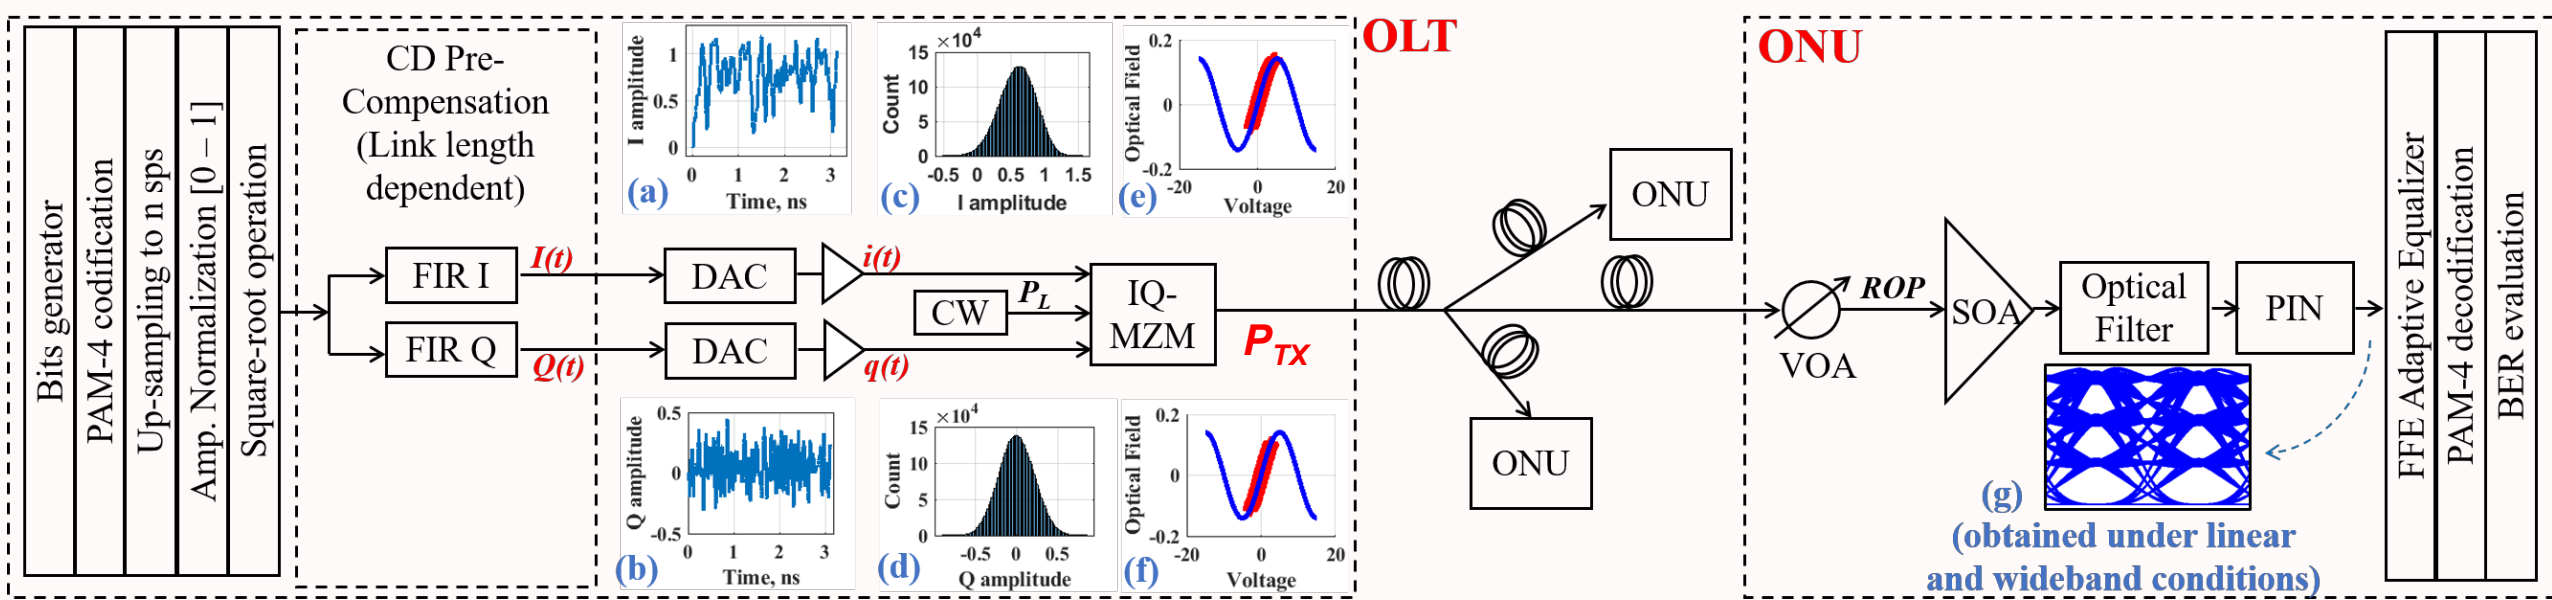 Bits generator
PAM-4 codification
Up-sampling to n sps
Amp. Normalization [0 – 1]
Square-root operation
CD Pre-
Compensation
(Link length
dependent)
FIR I
FIR Q
I(t)
Q(t)
I amplitude
1
0.5
0
0 1 2 3
Time, ns
(a)
Q amplitude
0.5
0
-0.5
0 1 2 3
Time, ns
(b)
×10⁴
Count
15
10
5
0
-0.5 0 0.5 1 1.5
I amplitude
(c)
×10⁴
Count
15
10
5
0
-0.5 0 0.5
Q amplitude
(d)
Optical Field
0.2
0
-0.2
-20 0 20
Voltage
(e)
Optical Field
0.2
0
-0.2
-20 0 20
Voltage
(f)
DAC
DAC
i(t)
q(t)
CW
P_L
IQ-
MZM
P_TX
OLT
ONU
ONU
ONU
VOA
ROP
SOA
Optical
Filter
PIN
(g)
(obtained under linear
and wideband conditions)
FFE Adaptive Equalizer
PAM-4 decodification
BER evaluation